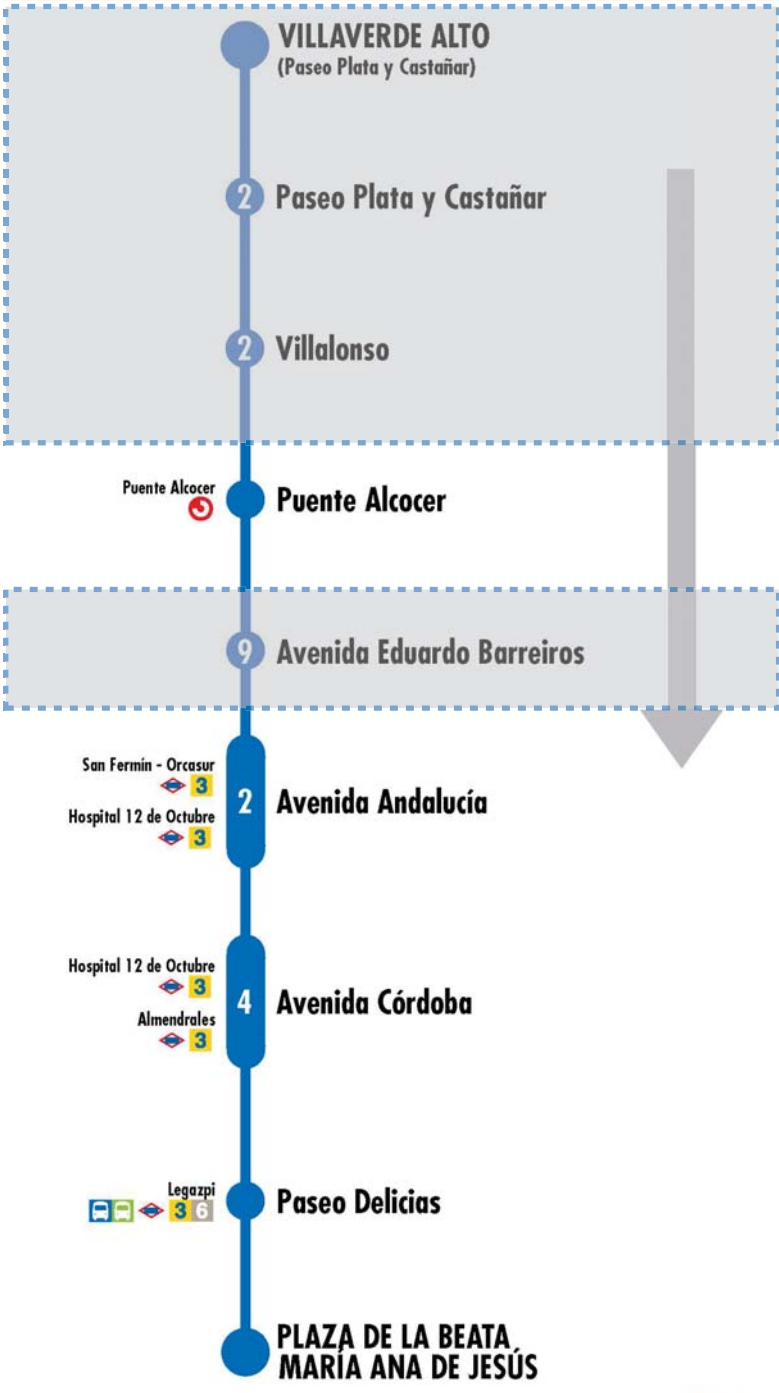 VILLAVERDE ALTO
(Paseo Plata y Castañar)
2 Paseo Plata y Castañar
2 Villalonso
Puente Alcocer
Puente Alcocer
9 Avenida Eduardo Barreiros
San Fermín - Orcasur
3
Hospital 12 de Octubre
3
2 Avenida Andalucía
Hospital 12 de Octubre
3
Almendrales
3
4 Avenida Córdoba
Legazpi
3 6
Paseo Delicias
PLAZA DE LA BEATA
MARÍA ANA DE JESÚS